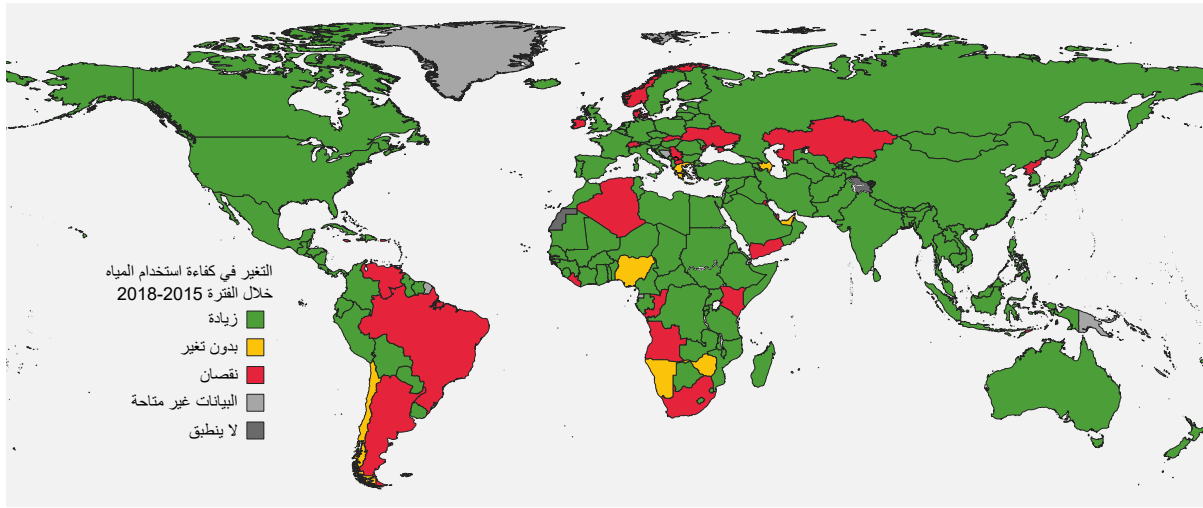 التغير في كفاءة استخدام المياه
خلال الفترة 2015-2018
زيادة
بدون تغير
نقصان
البيانات غير متاحة
لا ينطبق